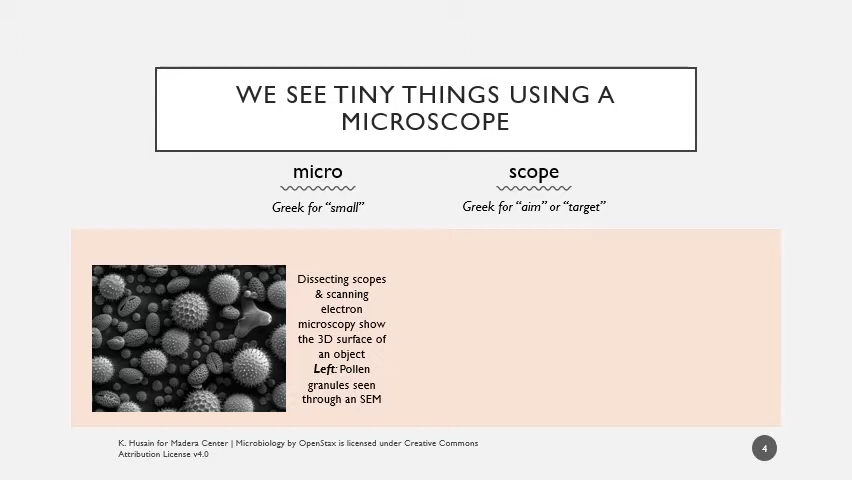 WE SEE TINY THINGS USING A
MICROSCOPE
micro
scope
Greek for “small”
Greek for “aim” or “target”
Dissecting scopes
& scanning
electron
microscopy show
the 3D surface of
an object
Left: Pollen
granules seen
through an SEM
K. Husain for Madera Center | Microbiology by OpenStax is licensed under Creative Commons
Attribution License v4.0
4